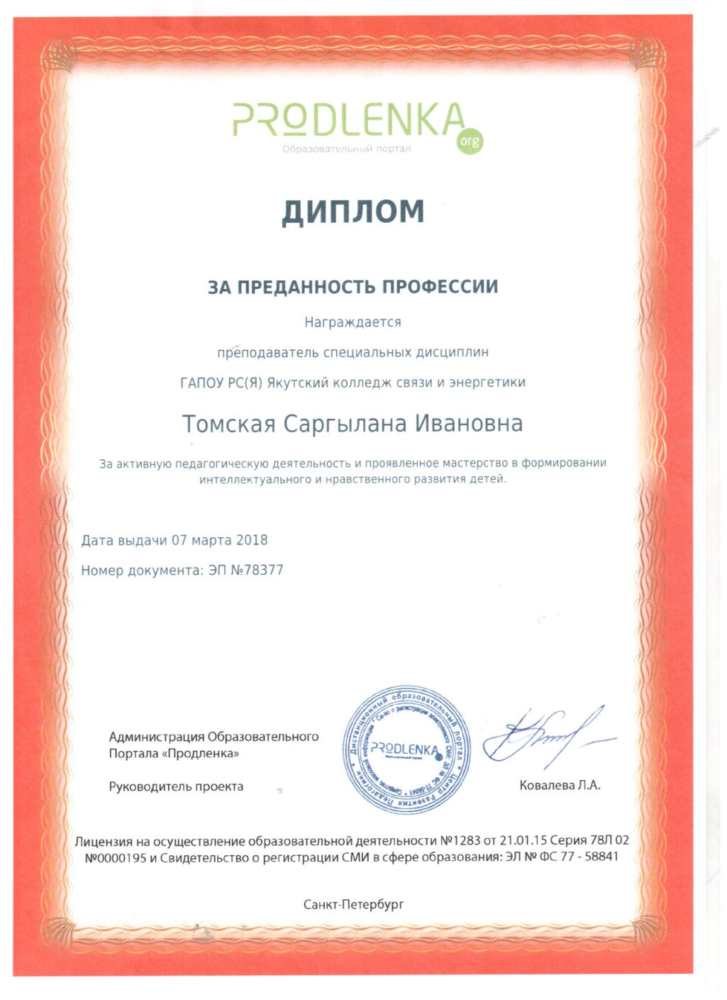 PRODLENKA
org
Образовательный портал
ДИПЛОМ
ЗА ПРЕДАННОСТЬ ПРОФЕССИИ
Награждается
преподаватель специальных дисциплин
ГАПОУ РС(Я) Якутский колледж связи и энергетики
Томская Саргылана Ивановна
За активную педагогическую деятельность и проявленное мастерство в формировании
интеллектуального и нравственного развития детей.
Дата выдачи 07 марта 2018
Номер документа: ЭП №78377
Администрация Образовательного
Портала «Продленка»
Руководитель проекта
Дистанционный образовательный портал * Центр Развития Педагогики *
Средство массовой информации * Св-во о регистрации электронного СМИ: ЭЛ № ФС 77-58841 *
PRODLENKA
Ковалева Л.А.
Лицензия на осуществление образовательной деятельности №1283 от 21.01.15 Серия 78Л 02
№0000195 и Свидетельство о регистрации СМИ в сфере образования: ЭЛ № ФС 77 - 58841
Санкт-Петербург